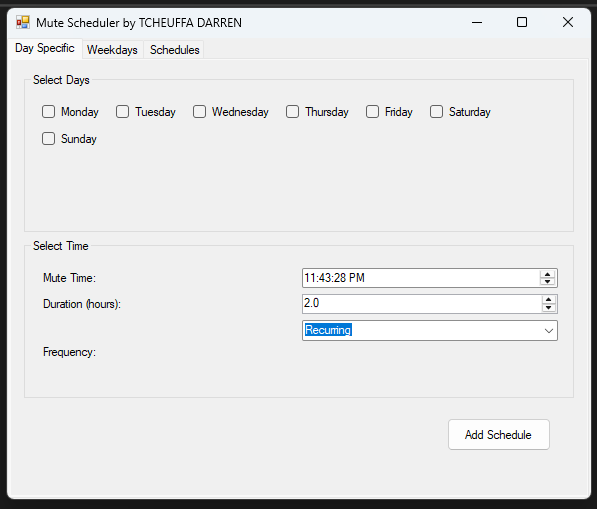 Mute Scheduler by TCHEUFFA DARREN
Day Specific Weekdays Schedules
Select Days
Monday Tuesday Wednesday Thursday Friday Saturday
Sunday
Select Time
Mute Time: 11:43:28 PM
Duration (hours): 2.0
Recurring
Frequency:
Add Schedule